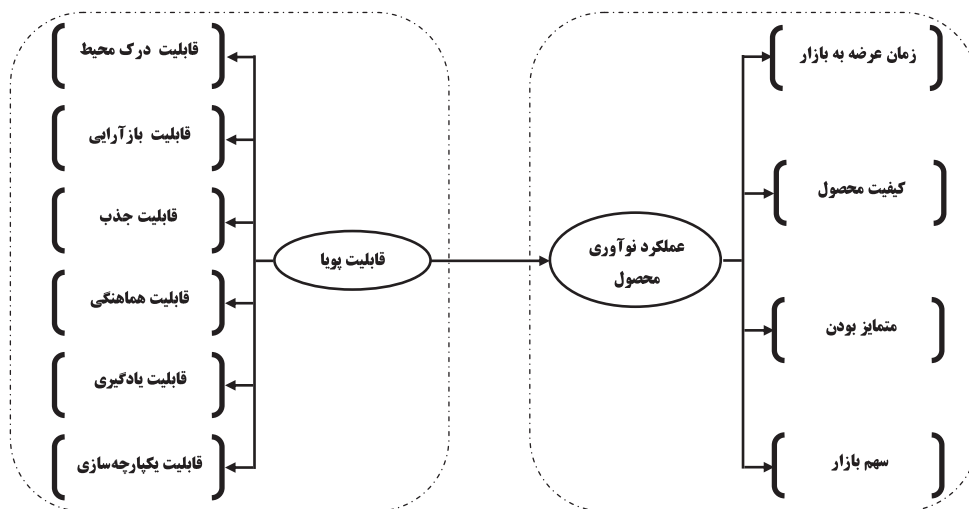 زمان عرضه به بازار
کیفیت محصول
متمایز بودن
سهم بازار
عملکرد نوآوری
محصول
قابلیت پویا
قابلیت درک محیط
قابلیت بازآرایی
قابلیت جذب
قابلیت هماهنگی
قابلیت یادگیری
قابلیت یکپارچه‌سازی